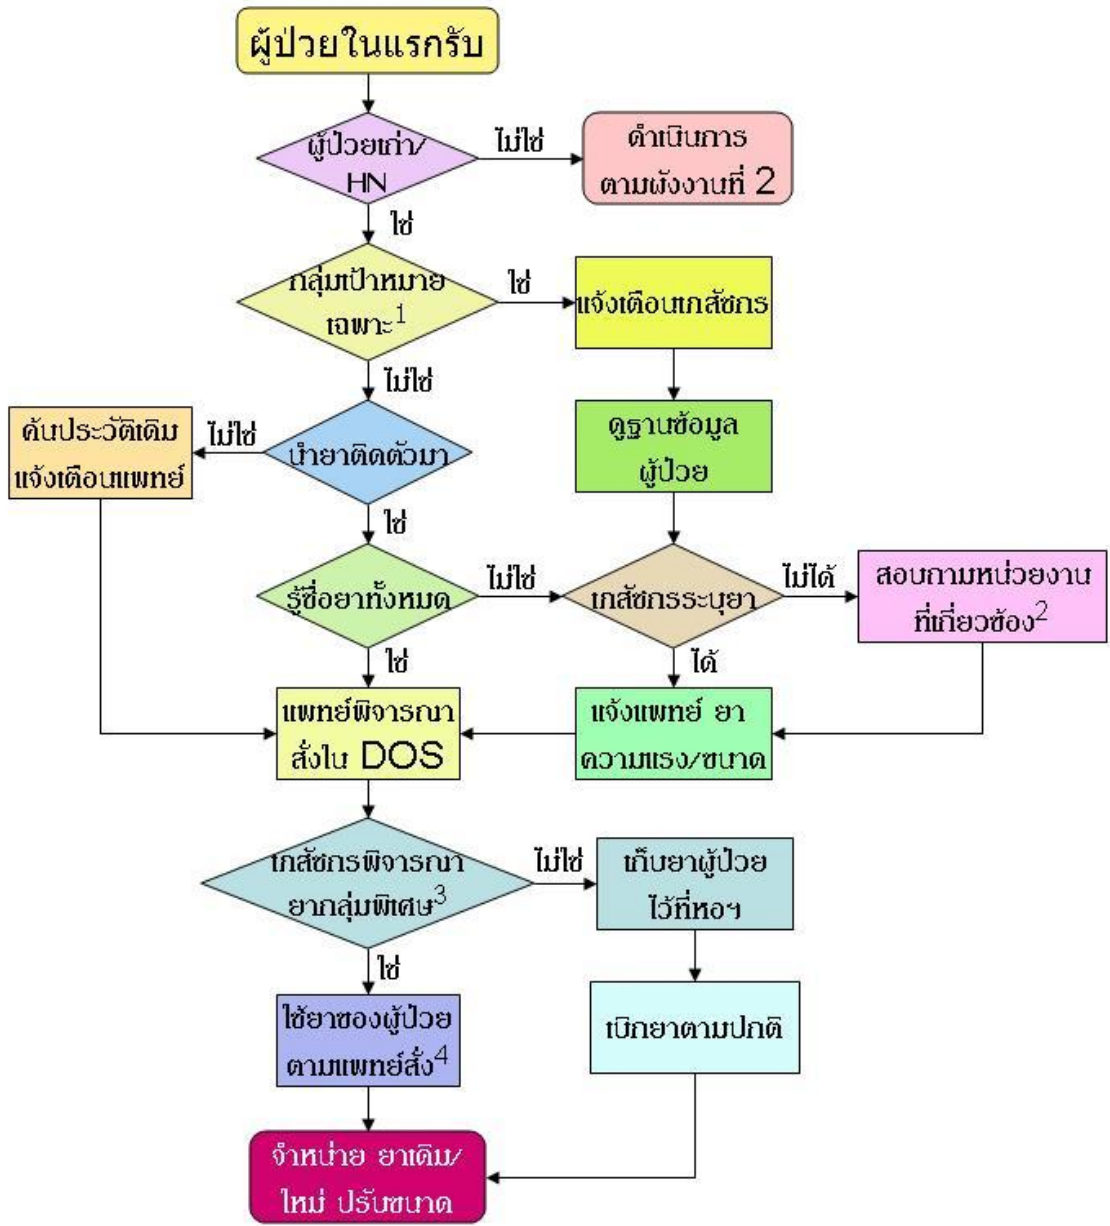 ผู้ป่วยในแรกรับ
ผู้ป่วยเก่า/
HN
ไม่ใช่
ดำเนินการ
ตามผังงานที่ 2
ใช่
กลุ่มเป้าหมาย
เฉพาะ1
ใช่
แจ้งเตือนเภสัชกร
ไม่ใช่
ค้นประวัติเดิม
แจ้งเตือนแพทย์
ไม่ใช่
นำยาติดตัวมา
ดูฐานข้อมูล
ผู้ป่วย
ใช่
รู้ชื่อยาทั้งหมด
ไม่ใช่
เภสัชกรระบุยา
ไม่ได้
สอบถามหน่วยงาน
ที่เกี่ยวข้อง2
ใช่
ได้
แพทย์พิจารณา
สั่งใน DOS
แจ้งแพทย์ ยา
ความแรง/ขนาด
เภสัชกรพิจารณา
ยากลุ่มพิเศษ3
ไม่ใช่
เก็บยาผู้ป่วย
ไว้ที่หอฯ
ใช่
ใช้ยาของผู้ป่วย
ตามแพทย์สั่ง4
เบิกยาตามปกติ
จำหน่าย ยาเดิม/
ใหม่ ปรับขนาด